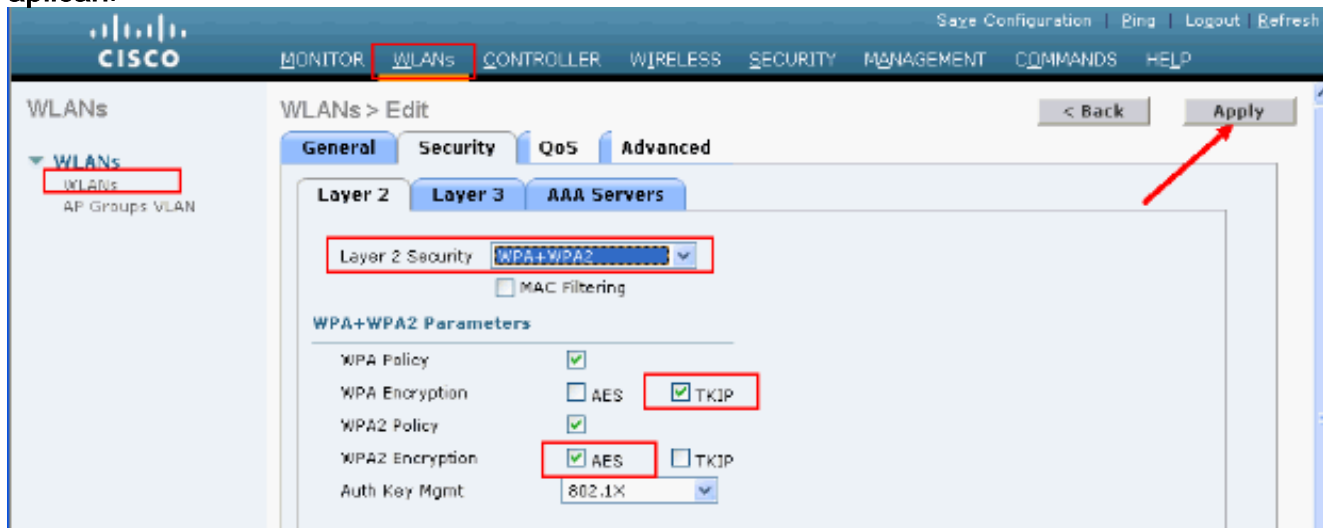 aplican.
Save Configuration | Ping | Logout | Refresh
CISCO
MONITOR WLANs CONTROLLER WIRELESS SECURITY MANAGEMENT COMMANDS HELP
WLANs
WLANs > Edit
< Back Apply
General Security QoS Advanced
WLANs
WLANs
AP Groups VLAN
Layer 2 Layer 3 AAA Servers
Layer 2 Security WPA+WPA2
MAC Filtering
WPA+WPA2 Parameters
WPA Policy
WPA Encryption AES TKIP
WPA2 Policy
WPA2 Encryption AES TKIP
Auth Key Mgmt 802.1X